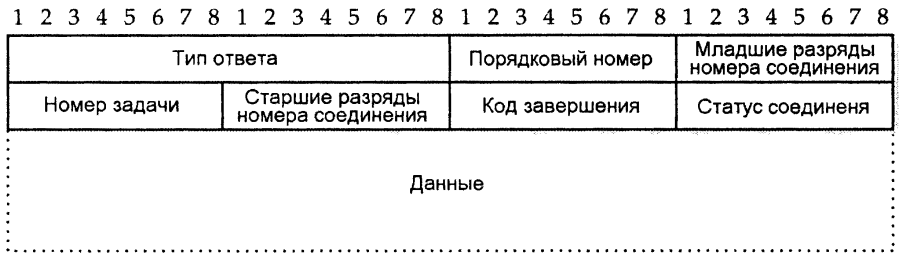 1 2 3 4 5 6 7 8 1 2 3 4 5 6 7 8 1 2 3 4 5 6 7 8 1 2 3 4 5 6 7 8
Тип ответа
Порядковый номер
Младшие разряды
номера соединения
Номер задачи
Старшие разряды
номера соединения
Код завершения
Статус соединеня
Данные